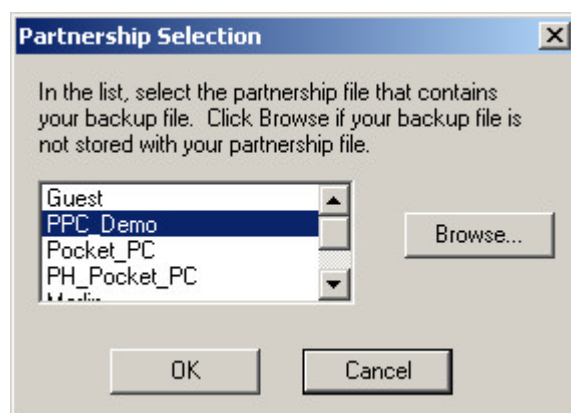 Partnership Selection
In the list, select the partnership file that contains
your backup file.  Click Browse if your backup file is
not stored with your partnership file.
Guest
PPC_Demo
Pocket_PC
PH_Pocket_PC
Browse...
OK
Cancel